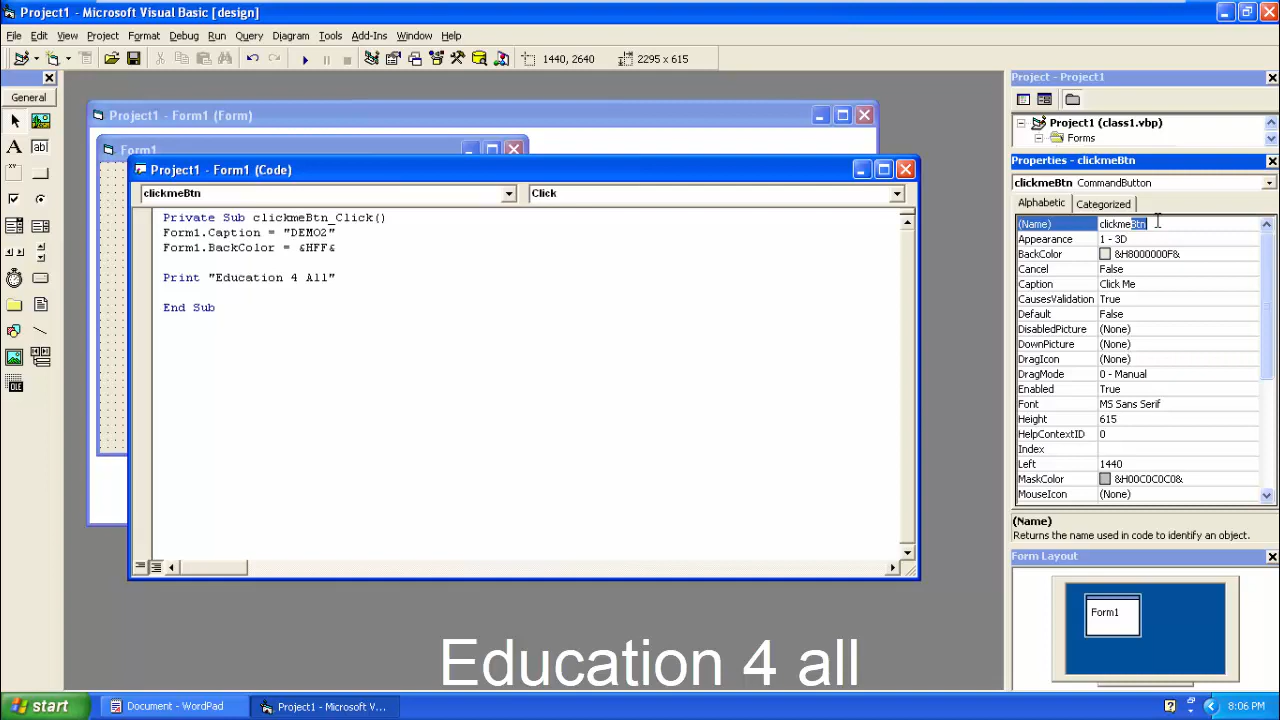 Project1 - Microsoft Visual Basic [design]
File Edit View Project Format Debug Run Query Diagram Tools Add-Ins Window Help
1440, 2640 2295 x 615
General
Project1 - Form1 (Form)
Form1
Project1 - Form1 (Code)
clickmeBtn Click
Private Sub clickmeBtn_Click()
Form1.Caption = "DEMO2"
Form1.BackColor = &HFF&
Print "Education 4 All"
End Sub
Project - Project1
Project1 (class1.vbp)
Forms
Properties - clickmeBtn
clickmeBtn CommandButton
Alphabetic Categorized
(Name) clickmeBtn
Appearance 1 - 3D
BackColor &H8000000F&
Cancel False
Caption Click Me
CausesValidation True
Default False
DisabledPicture (None)
DownPicture (None)
DragIcon (None)
DragMode 0 - Manual
Enabled True
Font MS Sans Serif
Height 615
HelpContextID 0
Index
Left 1440
MaskColor &H00C0C0C0&
MouseIcon (None)
(Name)
Returns the name used in code to identify an object.
Form Layout
Form1
Education 4 all
start Document - WordPad Project1 - Microsoft V... 8:06 PM
A ab|
xy
OLE